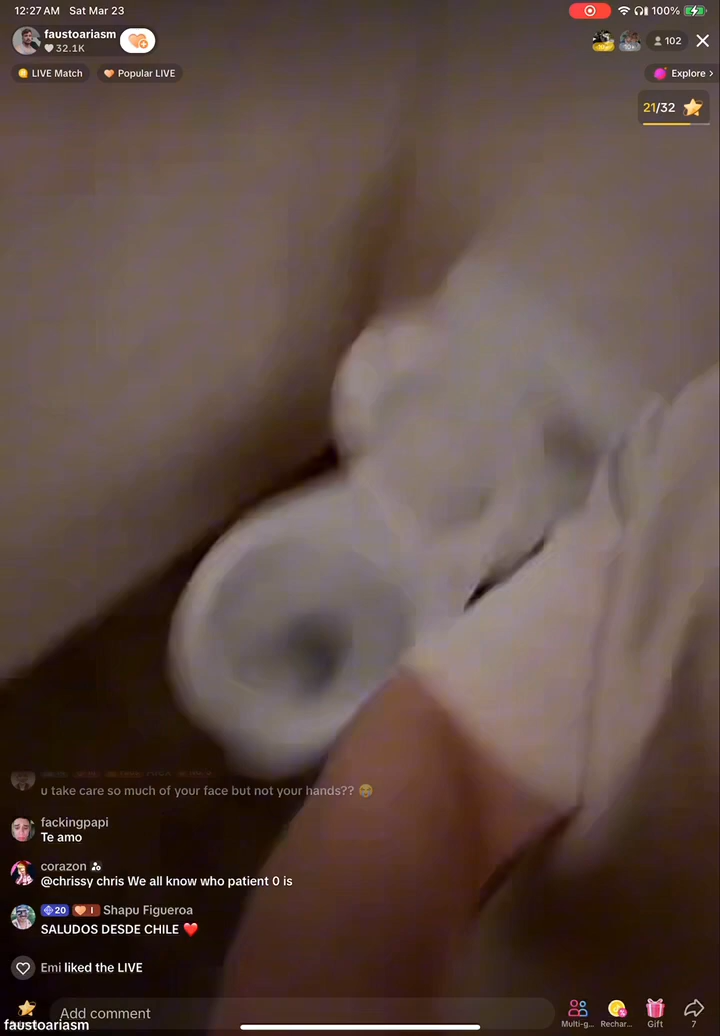 12:27 AM Sat Mar 23
100%
faustoariasm
32.1K
102
LIVE Match
Popular LIVE
Explore >
21/32
u take care so much of your face but not your hands??
fackingpapi
Te amo
corazon
@chrissy chris We all know who patient 0 is
20 I Shapu Figueroa
SALUDOS DESDE CHILE
Emi liked the LIVE
Add comment
Multi-g...
Rechar...
Gift
7
faustoariasm